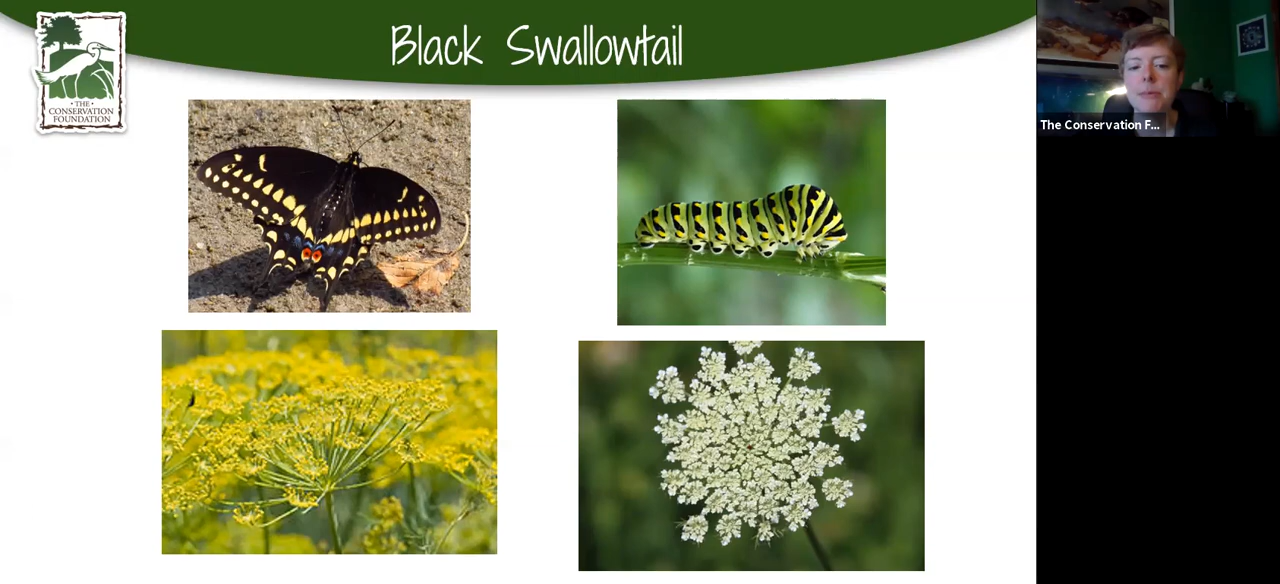 Black Swallowtail
• THE •
CONSERVATION
FOUNDATION
The Conservation F...